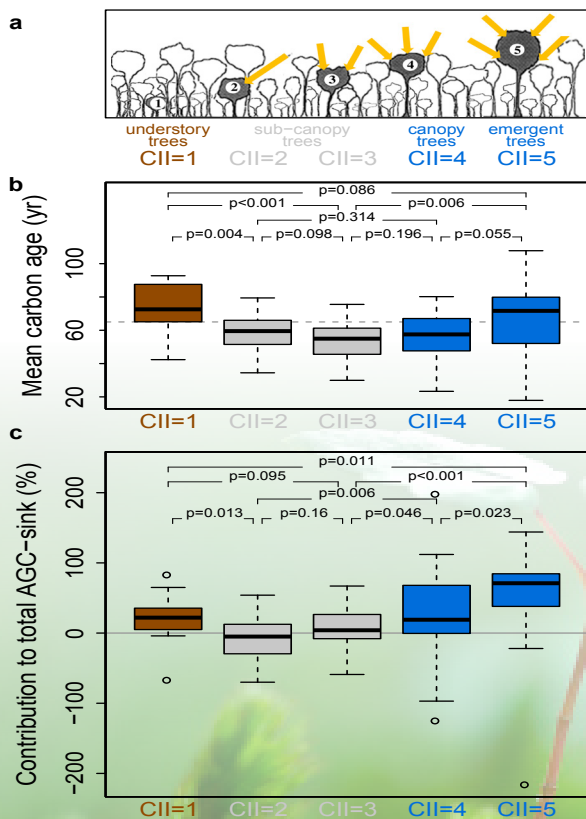 a
1 2 3 4 5
understory sub-canopy canopy emergent
trees trees trees trees
CII=1 CII=2 CII=3 CII=4 CII=5
b
p=0.086
p<0.001 p=0.006
p=0.314
p=0.004 p=0.098 p=0.196 p=0.055
Mean carbon age (yr)
100
60
20
CII=1 CII=2 CII=3 CII=4 CII=5
c
p=0.011
p=0.095 p<0.001
p=0.006
p=0.013 p=0.16 p=0.046 p=0.023
Contribution to total AGC−sink (%)
200
100
0
−100
−200
CII=1 CII=2 CII=3 CII=4 CII=5